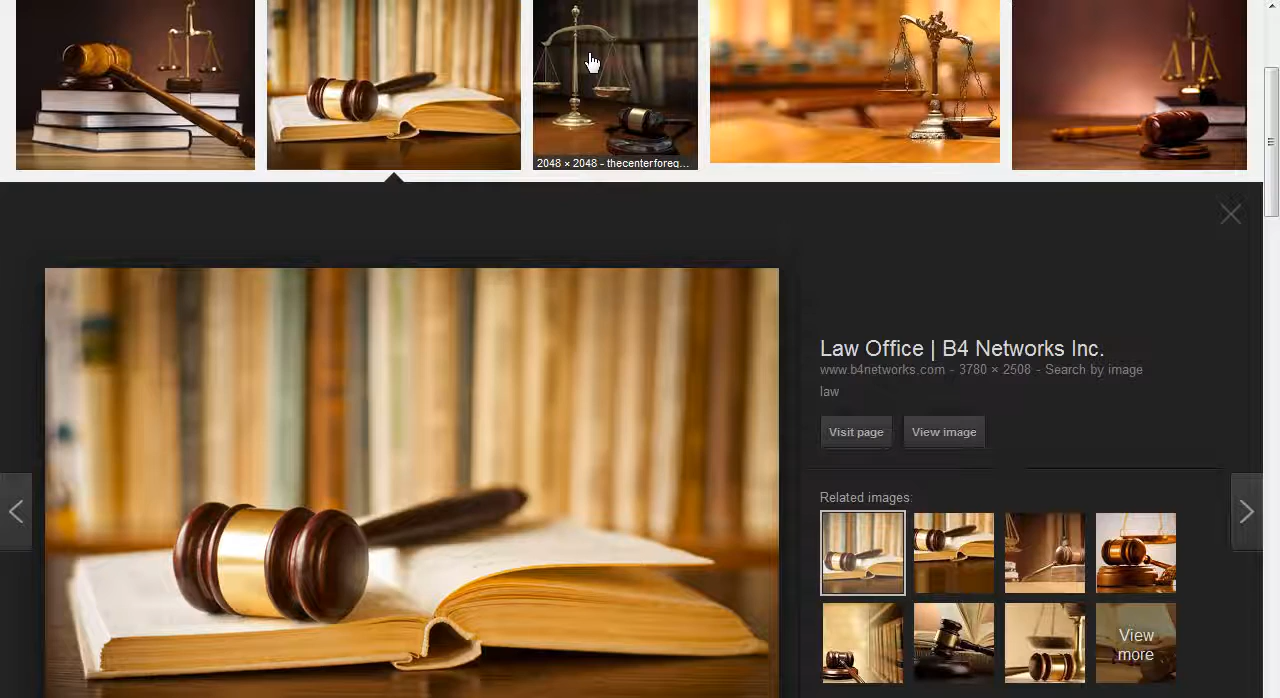 2048 × 2048 - thecenterforeq...
Law Office | B4 Networks Inc.
www.b4networks.com - 3780 × 2508 - Search by image
law
Visit page
View image
Related images:
View
more